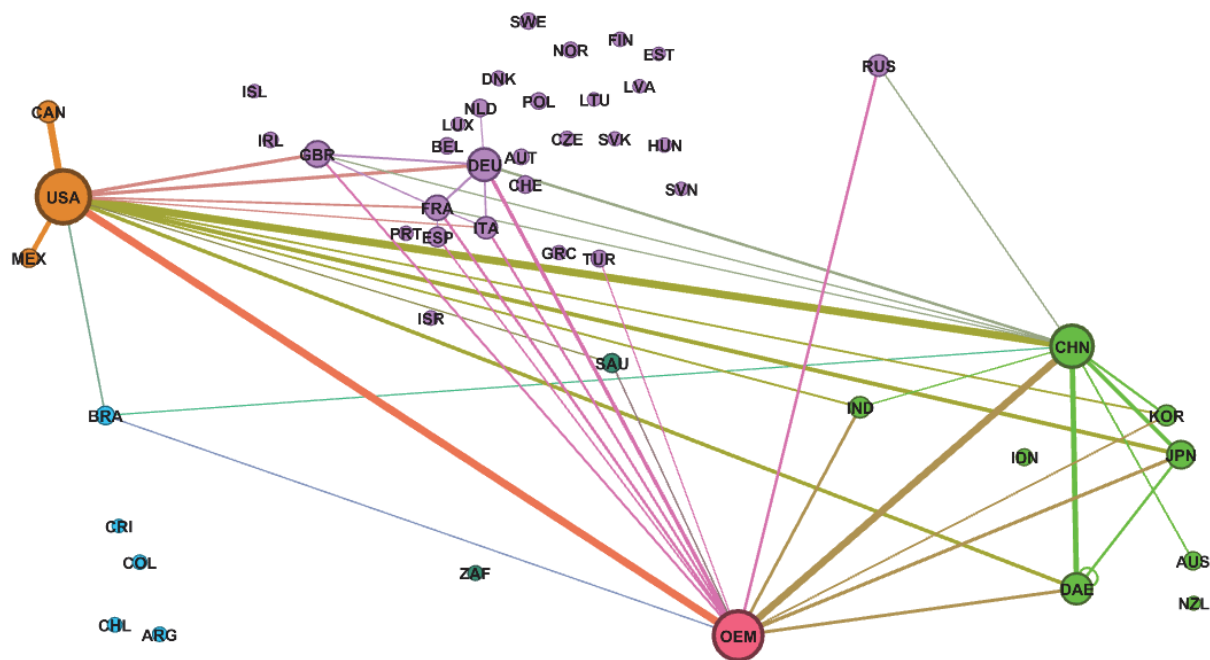 SWE
NOR
FIN
EST
RUS
DNK
ISL
NLD
POL
LTU
LVA
CAN
LUX
IRL
GBR
BEL
CZE
SVK
HUN
AUT
DEU
CHE
SVN
USA
FRA
PRT
ESP
ITA
MEX
GRC
TUR
ISR
CHN
SAU
BRA
IND
KOR
IDN
JPN
CRI
COL
ZAF
AUS
DAE
NZL
CHL
ARG
OEM